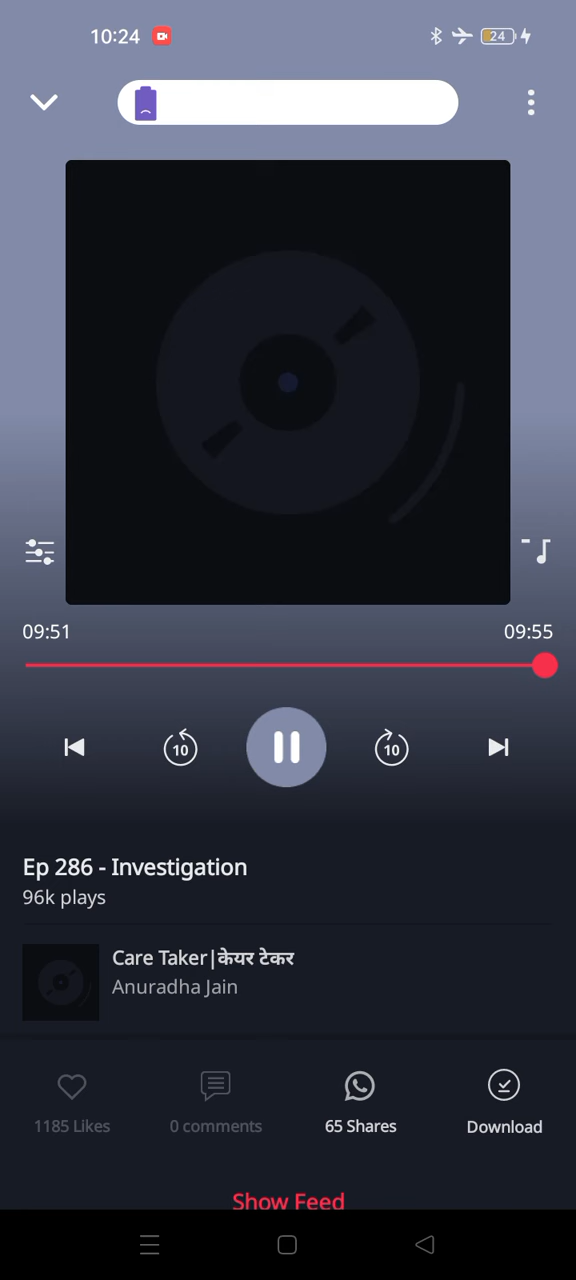 10:24
24
09:51
09:55
10
10
Ep 286 - Investigation
96k plays
Care Taker|केयर टेकर
Anuradha Jain
1185 Likes
0 comments
65 Shares
Download
Show Feed